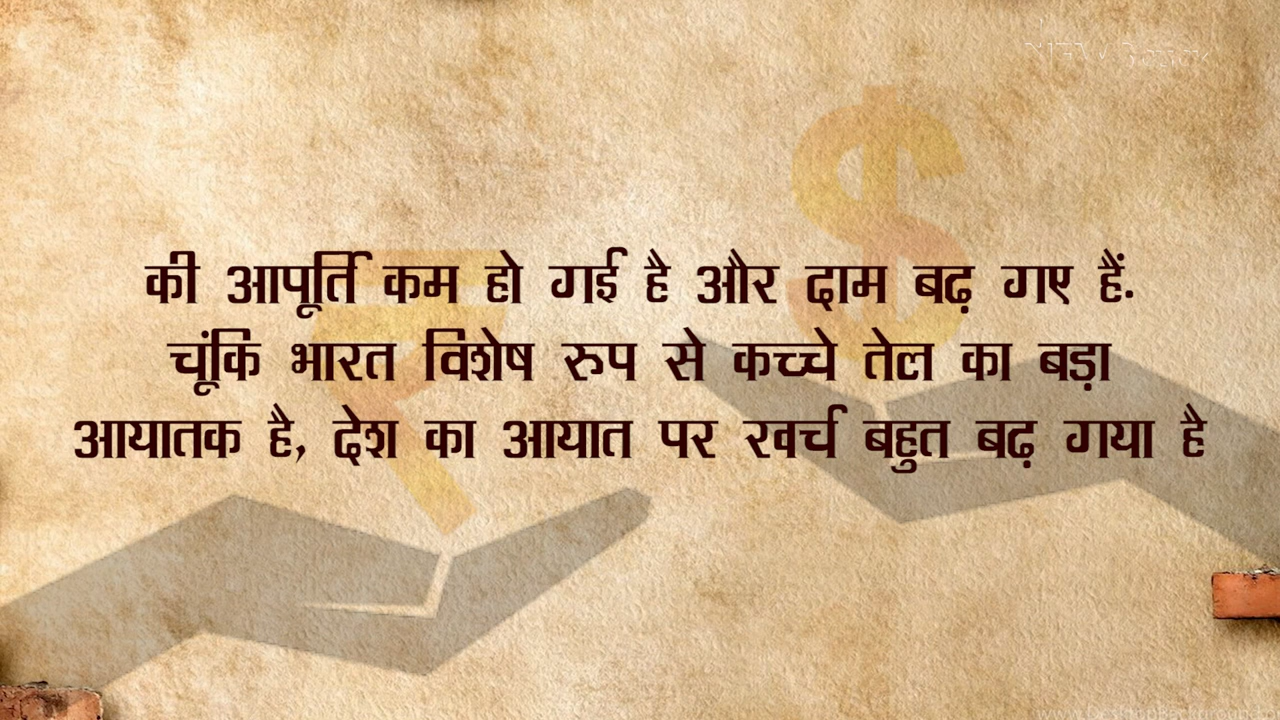 की आपूर्ति कम हो गई है और दाम बढ़ गए हैं.
चूंकि भारत विशेष रुप से कच्चे तेल का बड़ा
आयातक है, देश का आयात पर खर्च बहुत बढ़ गया है